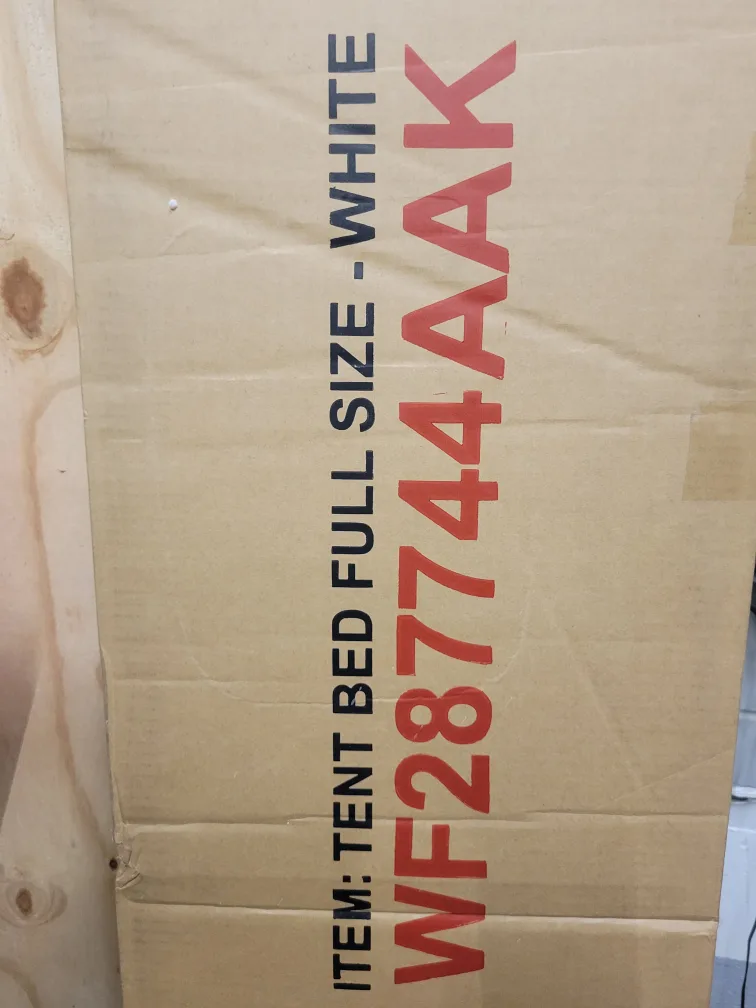 ITEM: TENT BED FULL SIZE - WHITE
WF287744AAK